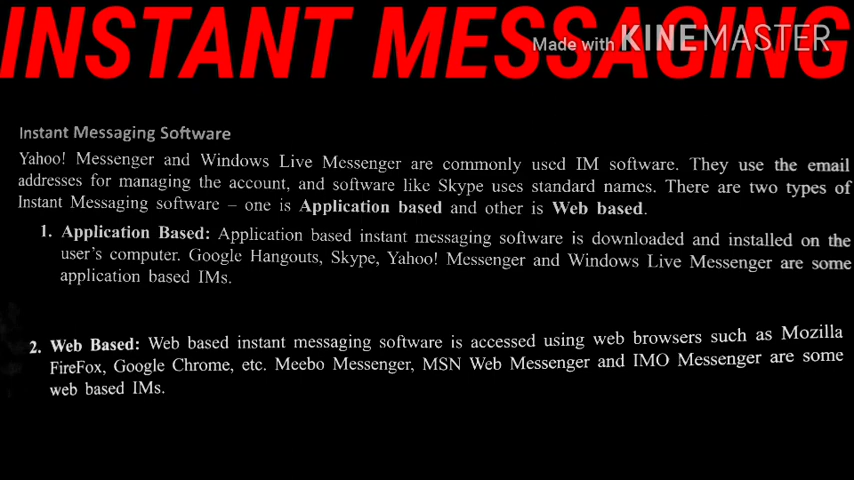 INSTANT MESSAGING
Made with KINEMASTER
Instant Messaging Software
Yahoo! Messenger and Windows Live Messenger are commonly used IM software. They use the email
addresses for managing the account, and software like Skype uses standard names. There are two types of
Instant Messaging software – one is Application based and other is Web based.
1. Application Based: Application based instant messaging software is downloaded and installed on the
user's computer. Google Hangouts, Skype, Yahoo! Messenger and Windows Live Messenger are some
application based IMs.
2. Web Based: Web based instant messaging software is accessed using web browsers such as Mozilla
FireFox, Google Chrome, etc. Meebo Messenger, MSN Web Messenger and IMO Messenger are some
web based IMs.